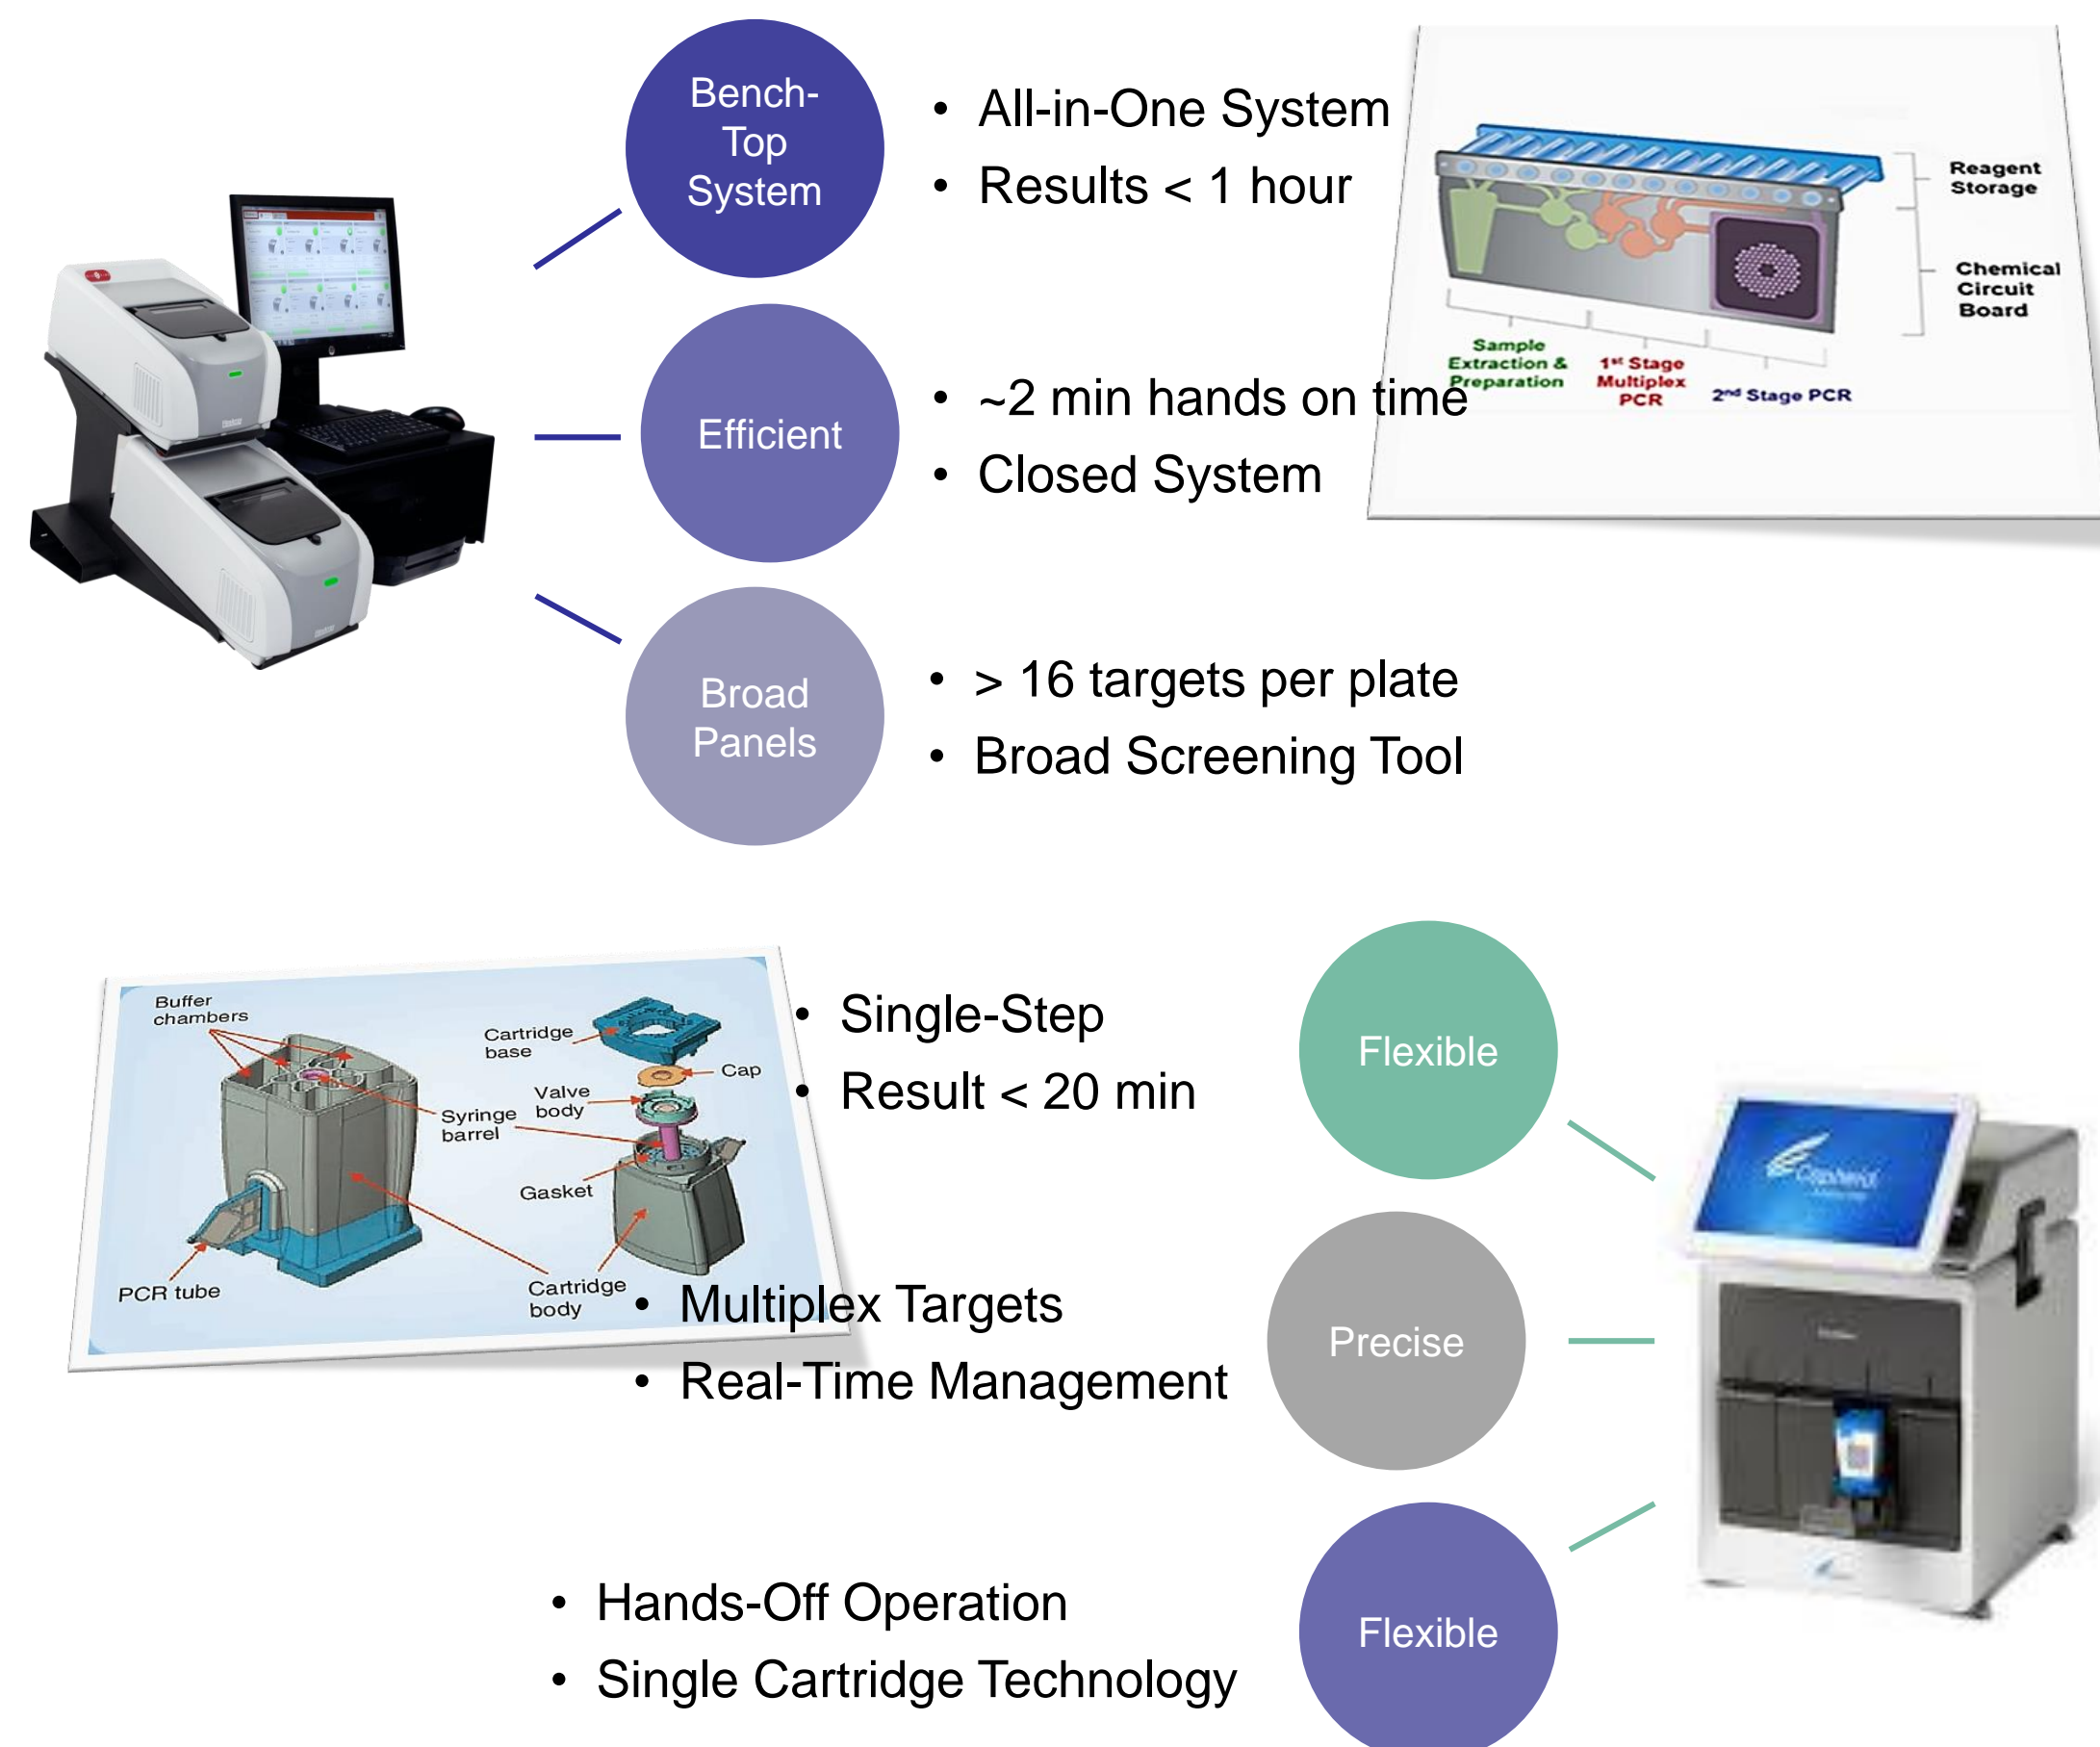 Bench-
Top
System
• All-in-One System
• Results < 1 hour
Reagent
Storage
Chemical
Circuit
Board
Sample
Extraction &
Preparation
1st Stage
Multiplex
PCR
2nd Stage PCR
Efficient
• ~2 min hands on time
• Closed System
Broad
Panels
• > 16 targets per plate
• Broad Screening Tool
Buffer
chambers
Cartridge
base
Cap
Valve
body
Syringe
barrel
Gasket
PCR tube
Cartridge
body
• Single-Step
• Result < 20 min
Flexible
Cepheid
• Multiplex Targets
• Real-Time Management
Precise
• Hands-Off Operation
• Single Cartridge Technology
Flexible